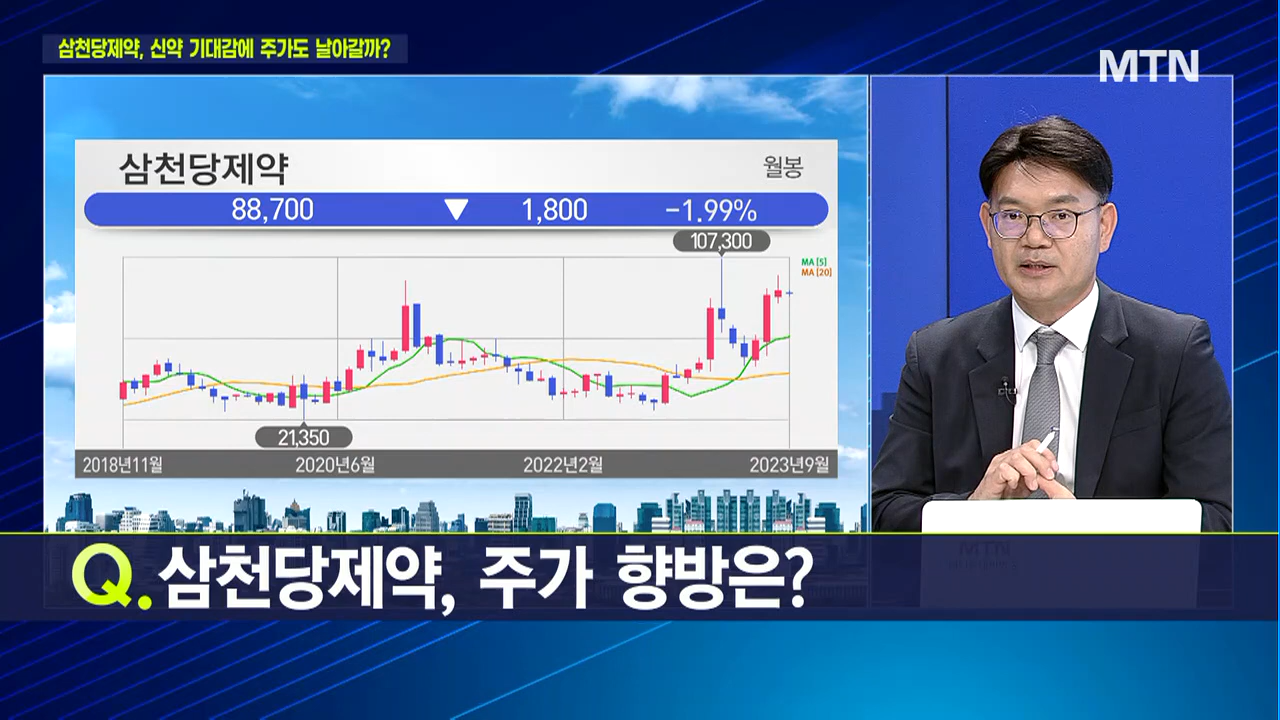 삼천당제약, 신약 기대감에 주가도 날아갈까?
MTN
삼천당제약
월봉
88,700 ▼ 1,800 -1.99%
107,300
MA [5]
MA [20]
21,350
2018년11월 2020년6월 2022년2월 2023년9월
Q. 삼천당제약, 주가 향방은?
MTN